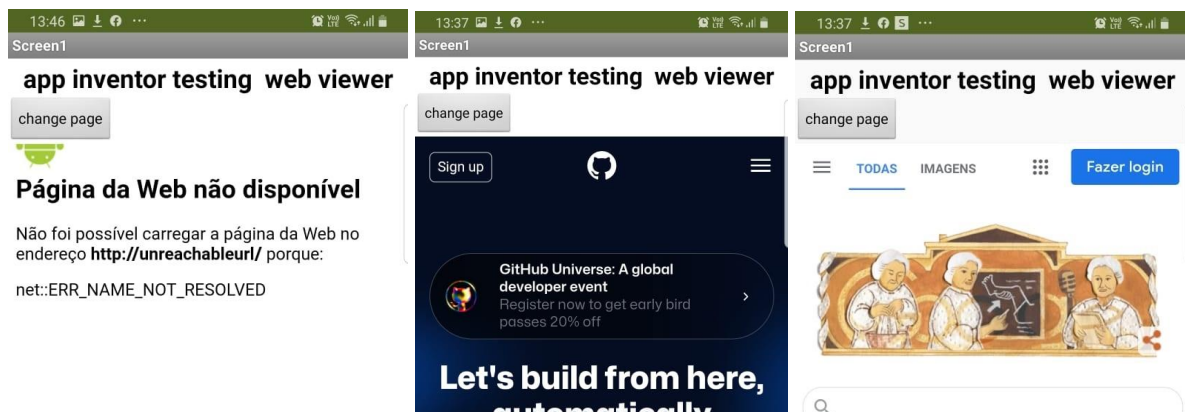 13:46
Screen1
app inventor testing web viewer
change page
Página da Web não disponível
Não foi possível carregar a página da Web no
endereço http://unreachableurl/ porque:
net::ERR_NAME_NOT_RESOLVED
13:37
Screen1
app inventor testing web viewer
change page
Sign up
GitHub Universe: A global
developer event
Register now to get early bird
passes 20% off
Let's build from here,
automatically
13:37 S
Screen1
app inventor testing web viewer
change page
TODAS IMAGENS Fazer login